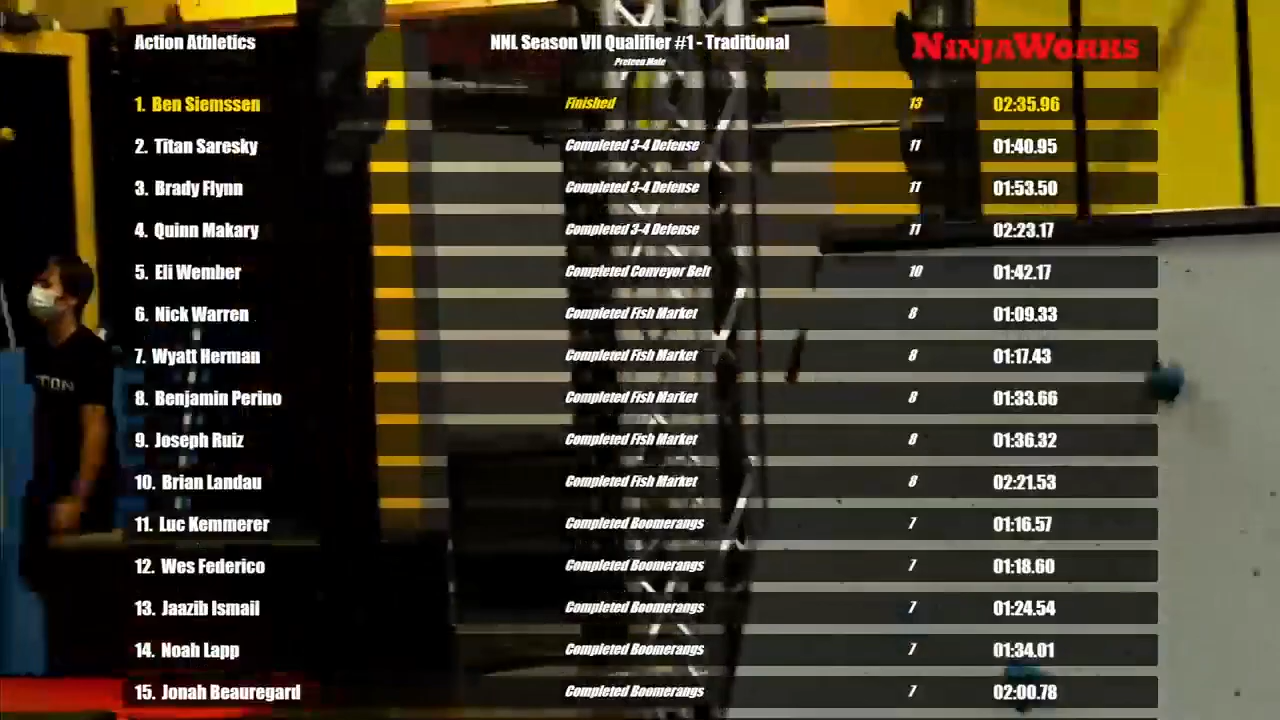 Action Athletics NNL Season VII Qualifier #1 - Traditional NinjaWorks
Preteen Male
1. Ben Siemssen Finished 13 02:35.96
2. Titan Saresky Completed 3-4 Defense 11 01:40.95
3. Brady Flynn Completed 3-4 Defense 11 01:53.50
4. Quinn Makary Completed 3-4 Defense 11 02:23.17
5. Eli Wember Completed Conveyor Belt 10 01:42.17
6. Nick Warren Completed Fish Market 8 01:09.33
7. Wyatt Herman Completed Fish Market 8 01:17.43
8. Benjamin Perino Completed Fish Market 8 01:33.66
9. Joseph Ruiz Completed Fish Market 8 01:36.32
10. Brian Landau Completed Fish Market 8 02:21.53
11. Luc Kemmerer Completed Boomerangs 7 01:16.57
12. Wes Federico Completed Boomerangs 7 01:18.60
13. Jaazib Ismail Completed Boomerangs 7 01:24.54
14. Noah Lapp Completed Boomerangs 7 01:34.01
15. Jonah Beauregard Completed Boomerangs 7 02:00.78